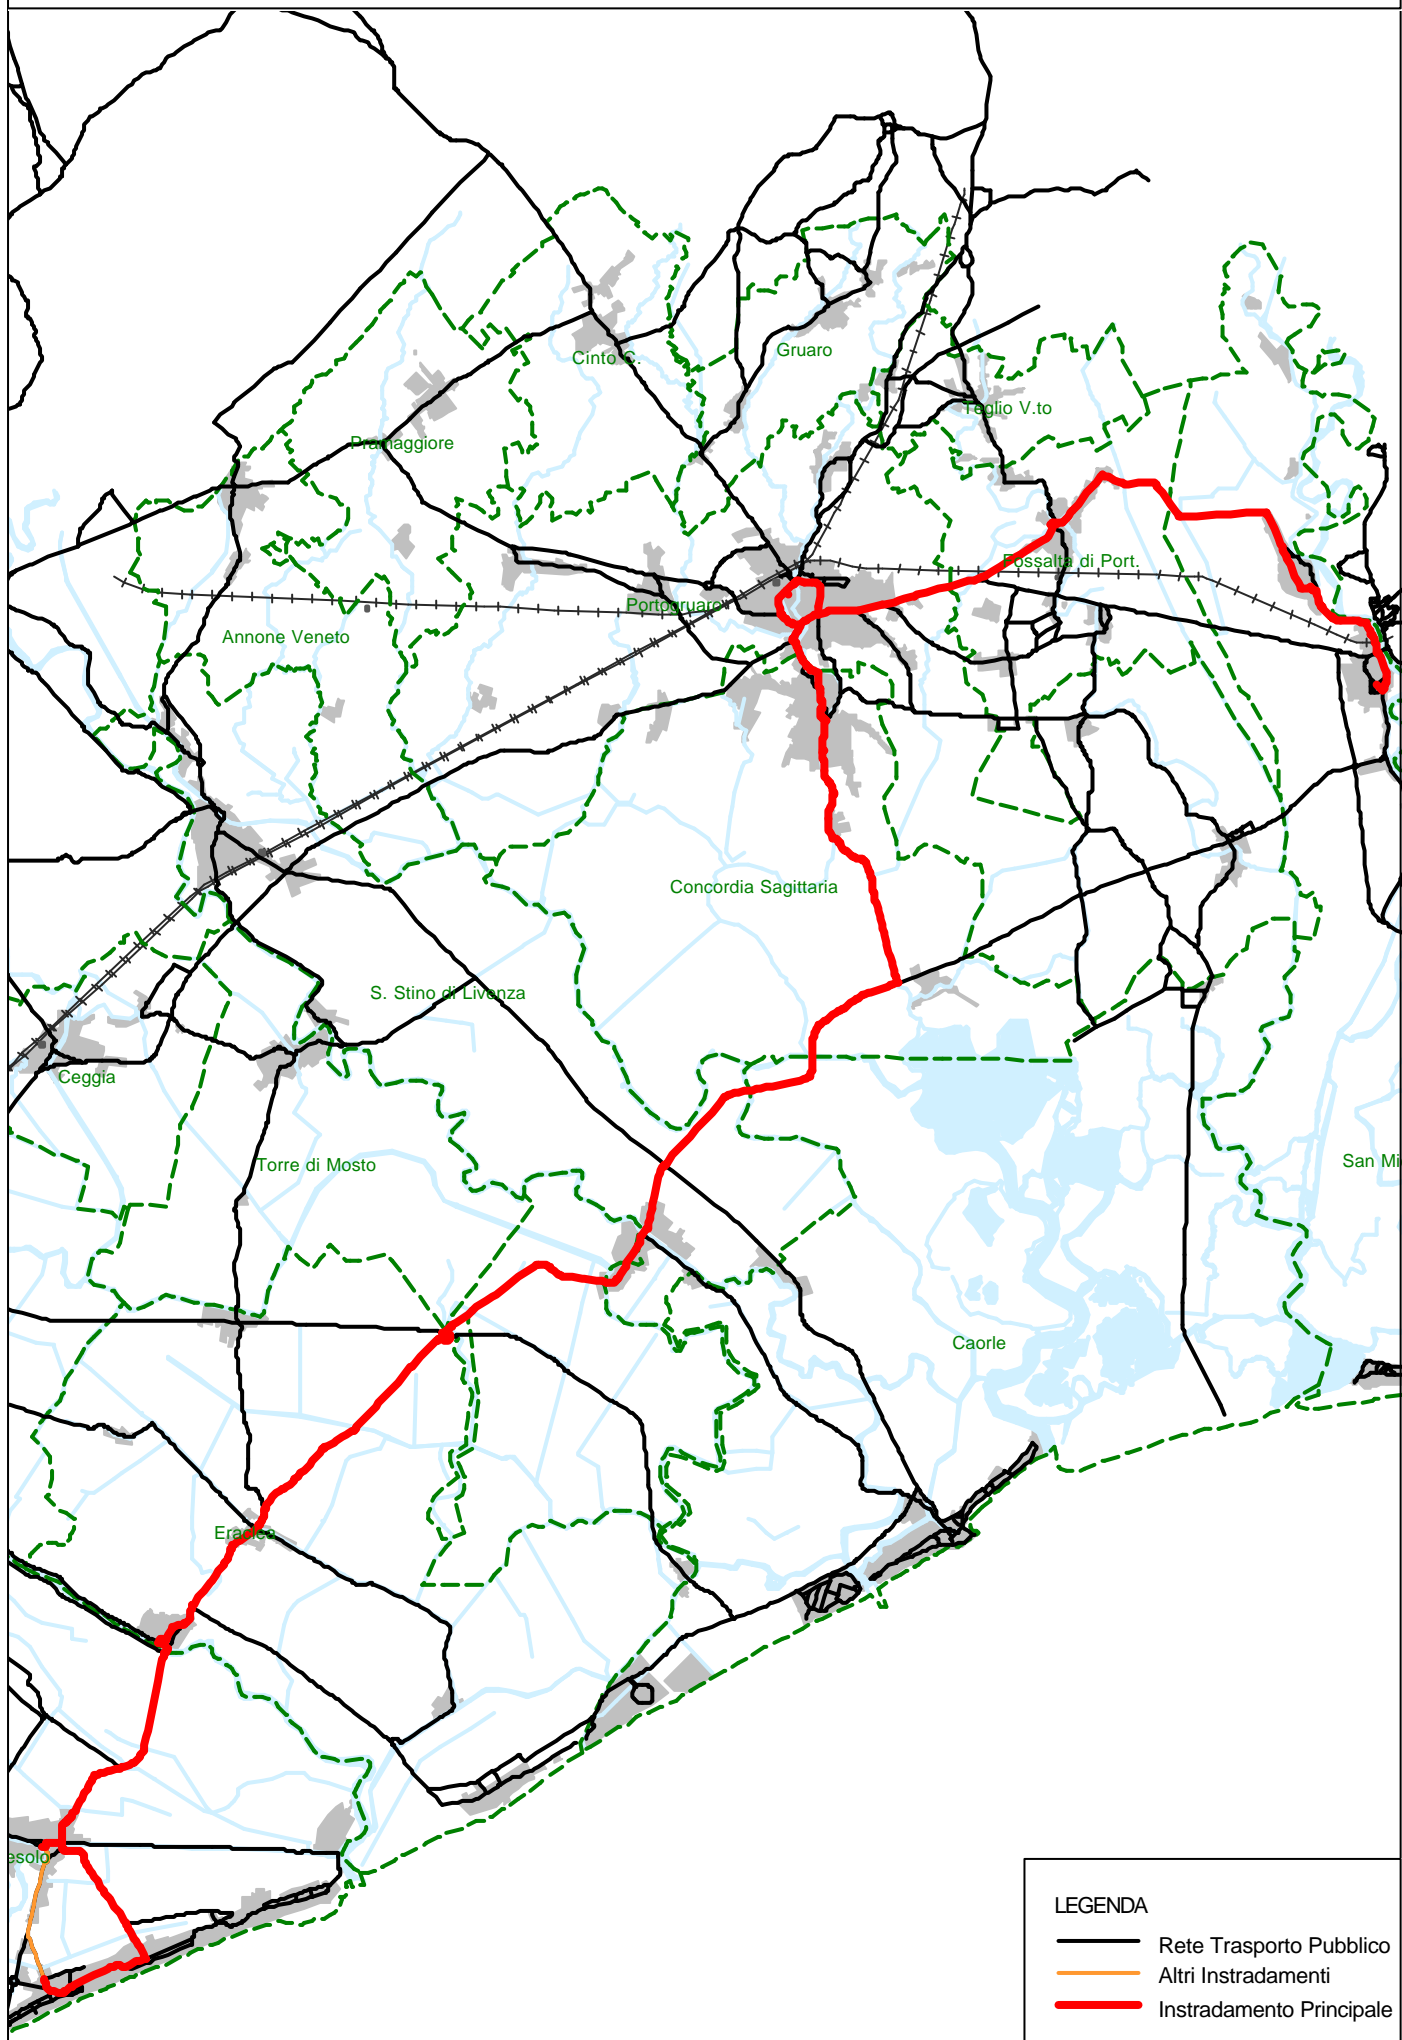 Cinto C.
Gruaro
Teglio V.to
Pramaggiore
Fossalta di Port.
Portogruaro
Annone Veneto
Concordia Sagittaria
S. Stino di Livenza
Ceggia
Torre di Mosto
San Mi
Caorle
Eraclea
esolo
LEGENDA
Rete Trasporto Pubblico
Altri Instradamenti
Instradamento Principale